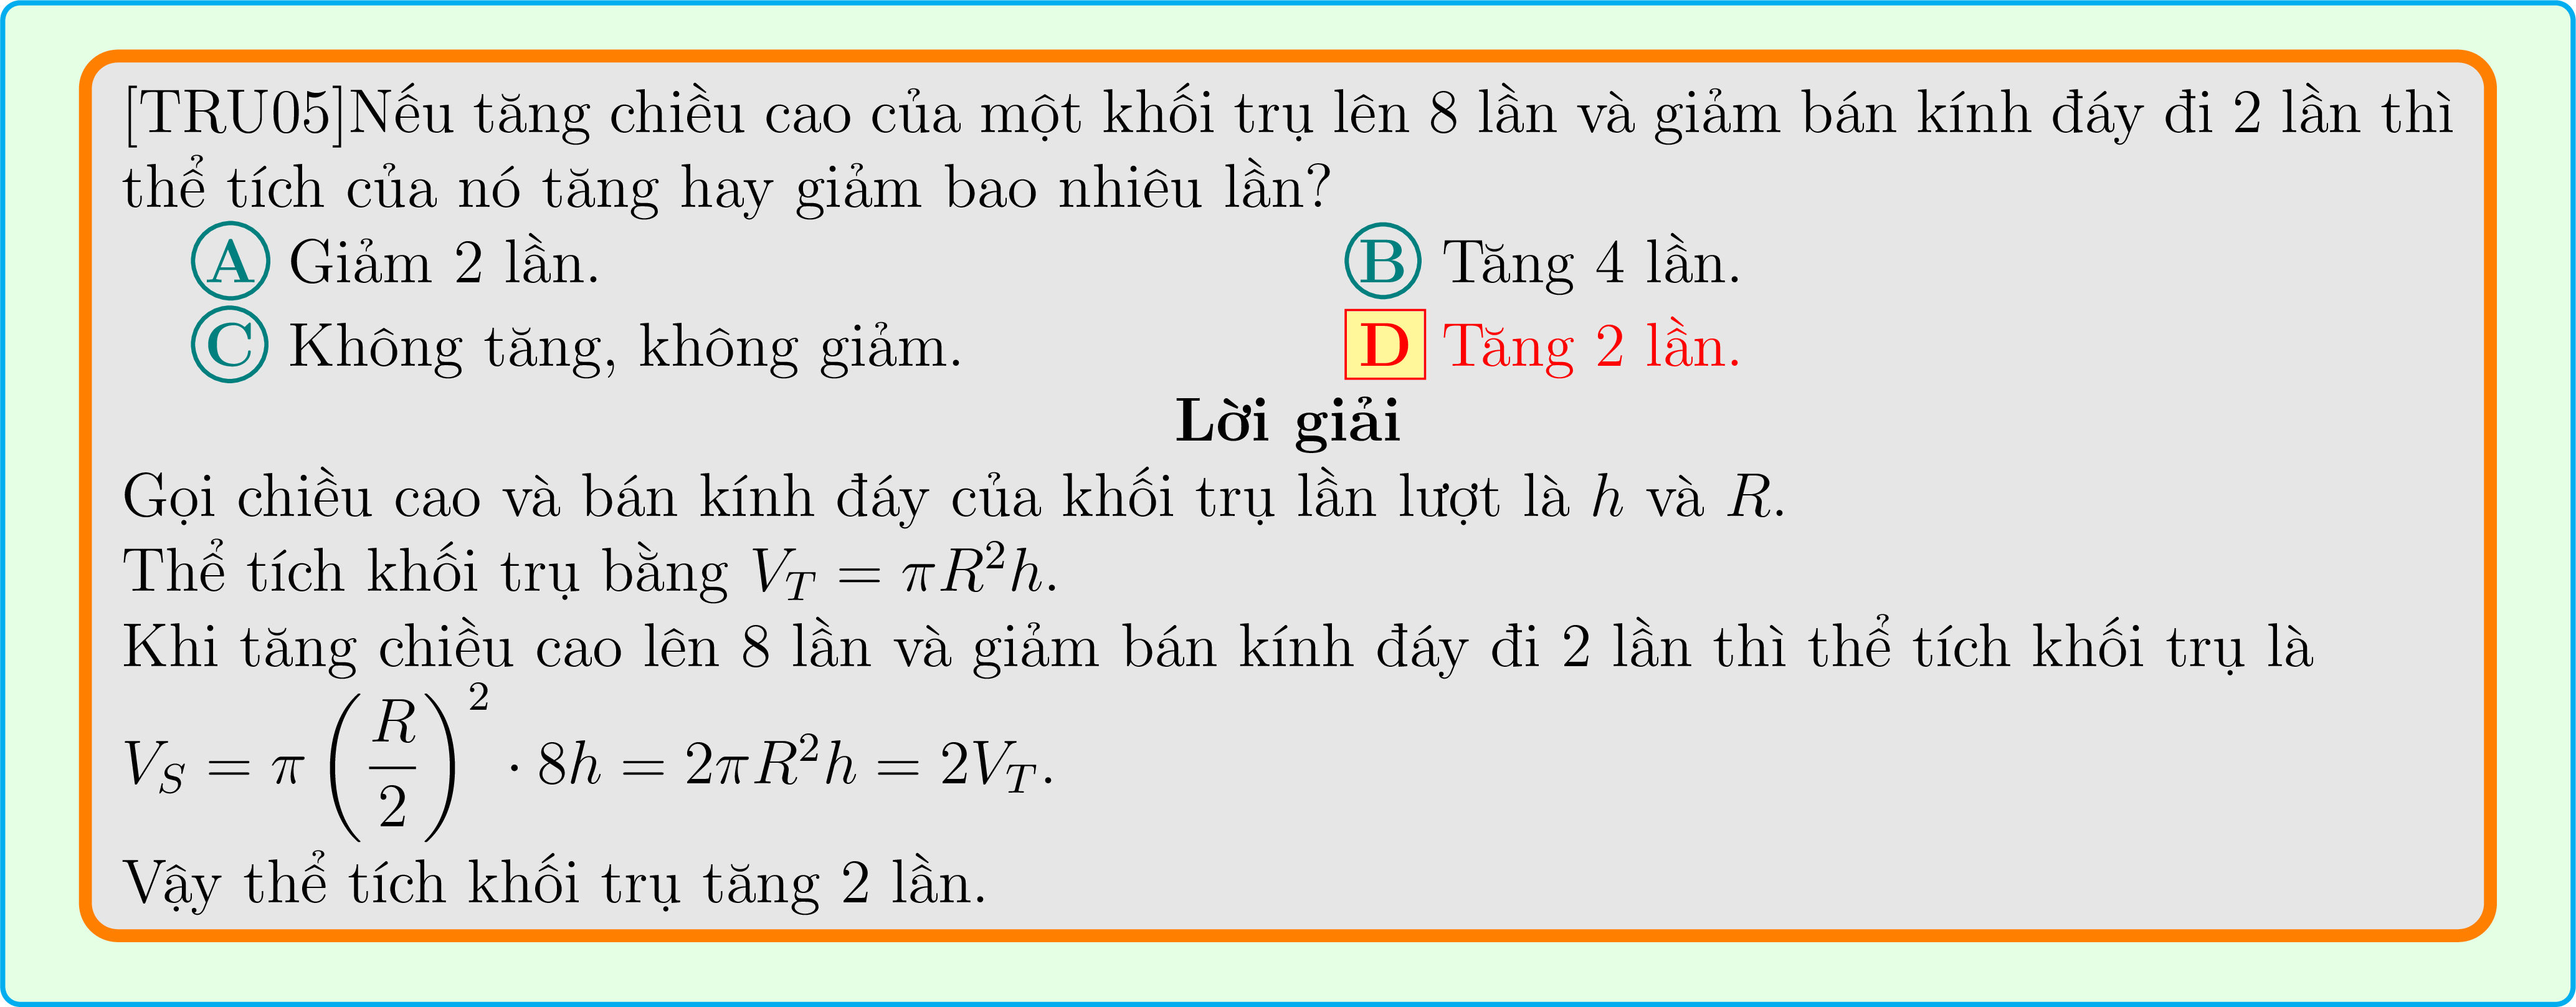 [TRU05]Nếu tăng chiều cao của một khối trụ lên 8 lần và giảm bán kính đáy đi 2 lần thì
thể tích của nó tăng hay giảm bao nhiêu lần?
A Giảm 2 lần. B Tăng 4 lần.
C Không tăng, không giảm. D Tăng 2 lần.
Lời giải
Gọi chiều cao và bán kính đáy của khối trụ lần lượt là $h$ và $R$.
Thể tích khối trụ bằng $V_T = \pi R^2 h$.
Khi tăng chiều cao lên 8 lần và giảm bán kính đáy đi 2 lần thì thể tích khối trụ là
$V_S = \pi \left(\dfrac{R}{2}\right)^2 \cdot 8h = 2\pi R^2 h = 2V_T$.
Vậy thể tích khối trụ tăng 2 lần.